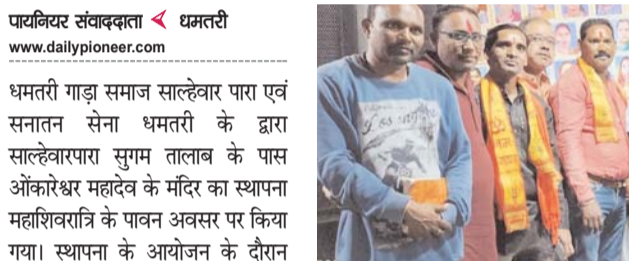 पायनियर संवाददाता < धमतरी
www.dailypioneer.com
धमतरी गाड़ा समाज साल्हेवार पारा एवं
सनातन सेना धमतरी के द्वारा
साल्हेवारपारा सुगम तालाब के पास
ओंकारेश्वर महादेव के मंदिर का स्थापना
महाशिवरात्रि के पावन अवसर पर किया
गया। स्थापना के आयोजन के दौरान